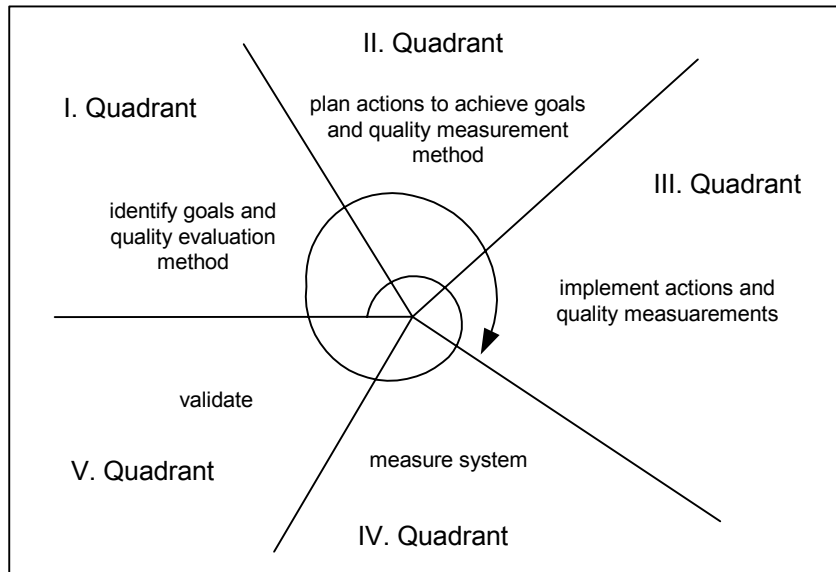 I. Quadrant
identify goals and
quality evaluation
method
II. Quadrant
plan actions to achieve goals
and quality measurement
method
III. Quadrant
implement actions and
quality measuarements
measure system
IV. Quadrant
validate
V. Quadrant